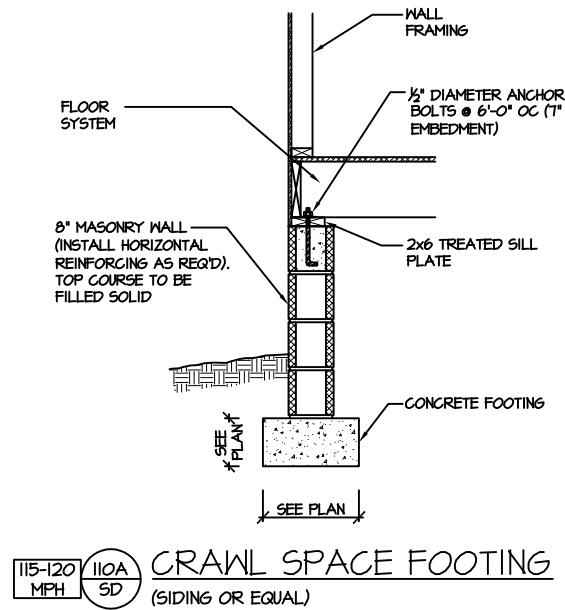 WALL
FRAMING
½" DIAMETER ANCHOR
BOLTS @ 6'-0" OC (7"
EMBEDMENT)
FLOOR
SYSTEM
8" MASONRY WALL
(INSTALL HORIZONTAL
REINFORCING AS REQ'D).
TOP COURSE TO BE
FILLED SOLID
2x6 TREATED SILL
PLATE
CONCRETE FOOTING
SEE
PLAN
SEE PLAN
115-120
MPH
110A
SD
CRAWL SPACE FOOTING
(SIDING OR EQUAL)